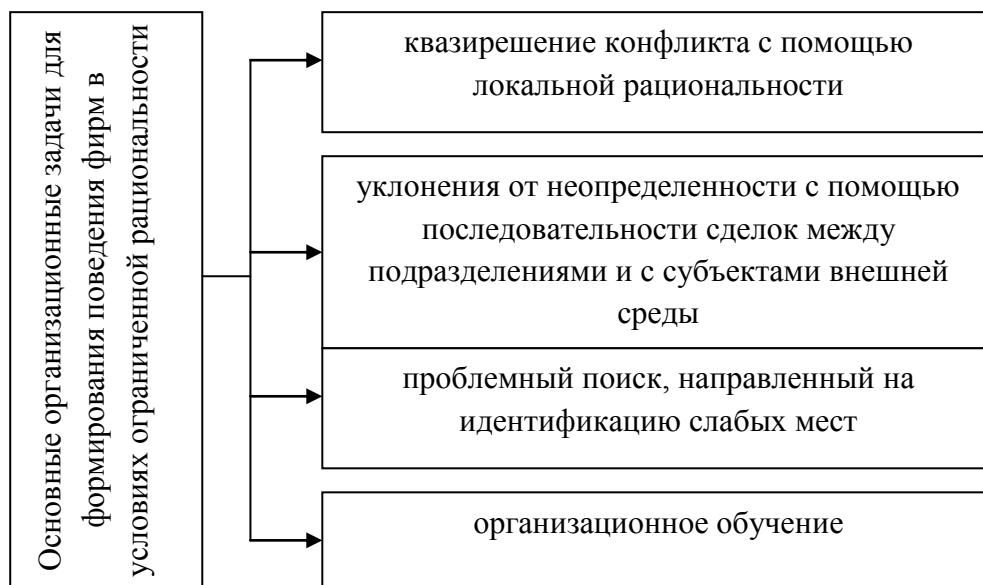 Основные организационные задачи для
формирования поведения фирм в
условиях ограниченной рациональности
квазирешение конфликта с помощью
локальной рациональности
уклонения от неопределенности с помощью
последовательности сделок между
подразделениями и с субъектами внешней
среды
проблемный поиск, направленный на
идентификацию слабых мест
организационное обучение